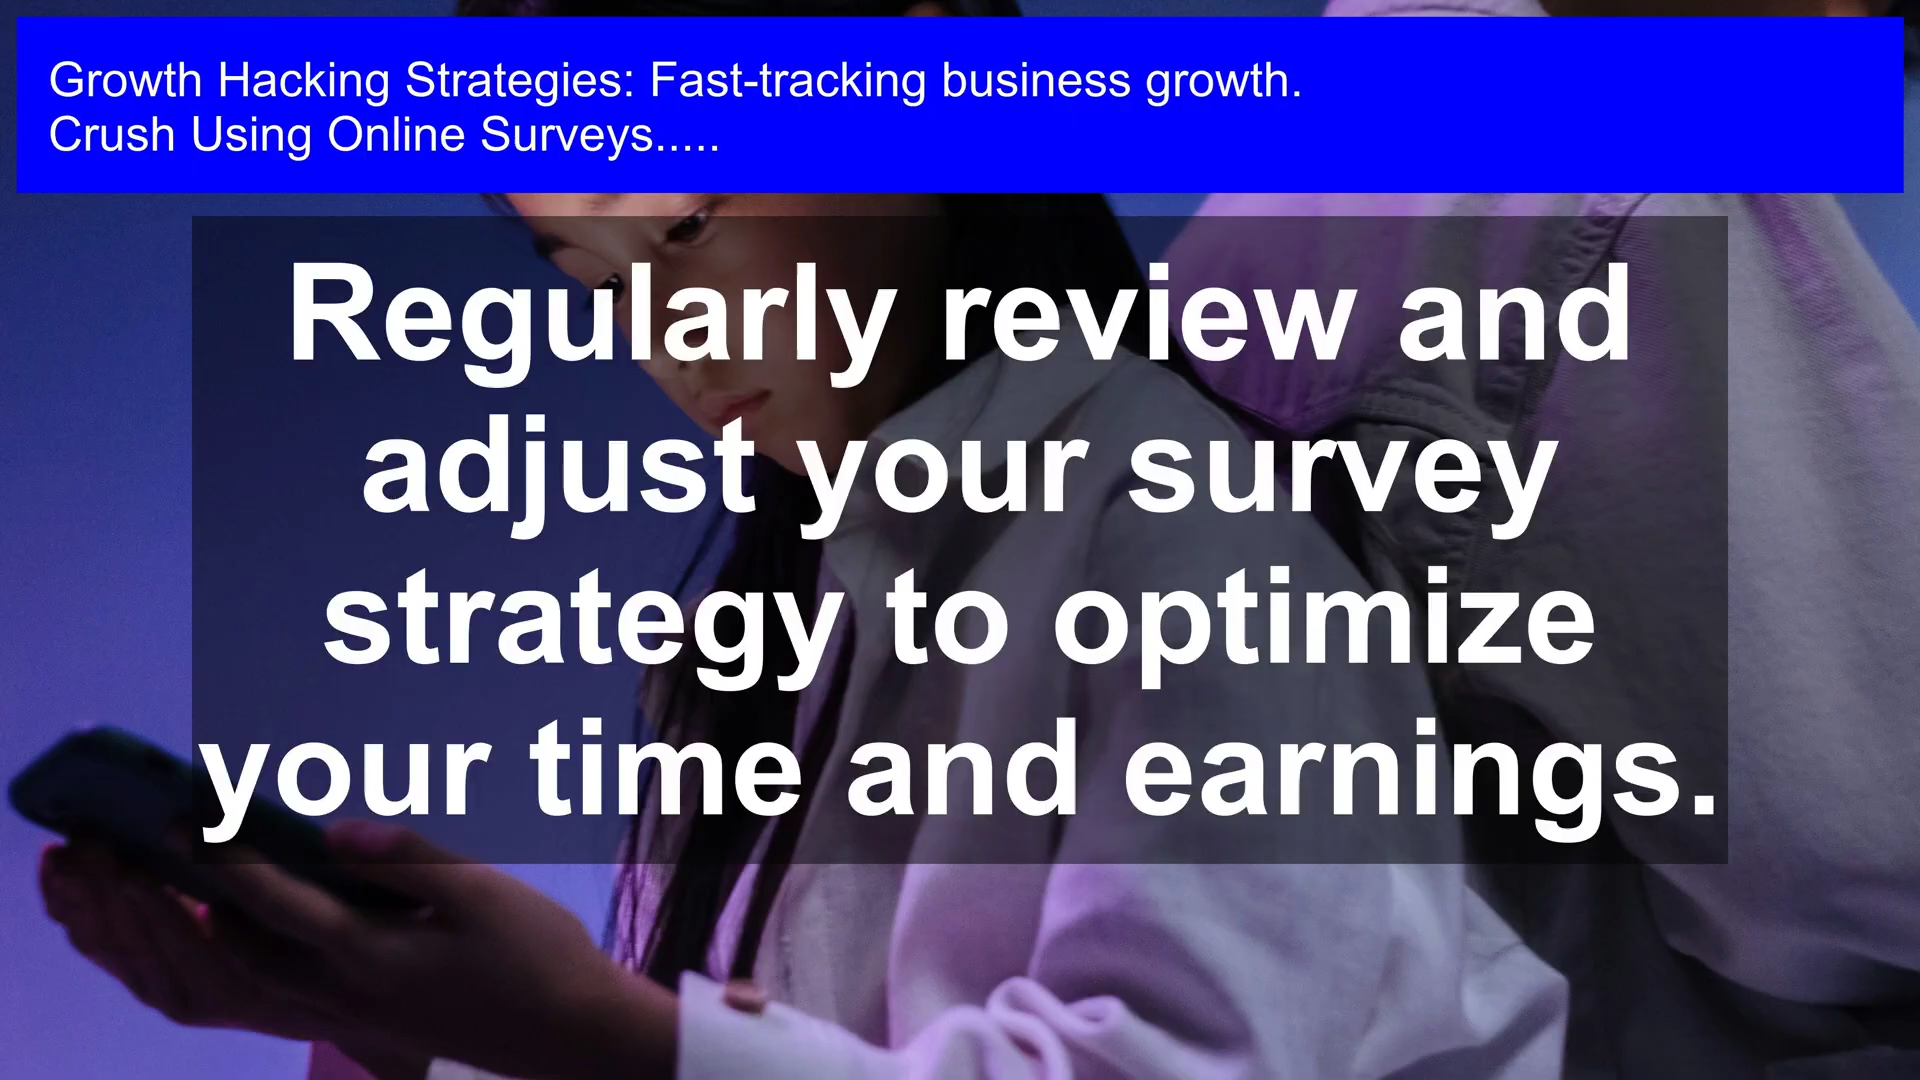 Growth Hacking Strategies: Fast-tracking business growth.
Crush Using Online Surveys.....
Regularly review and
adjust your survey
strategy to optimize
your time and earnings.